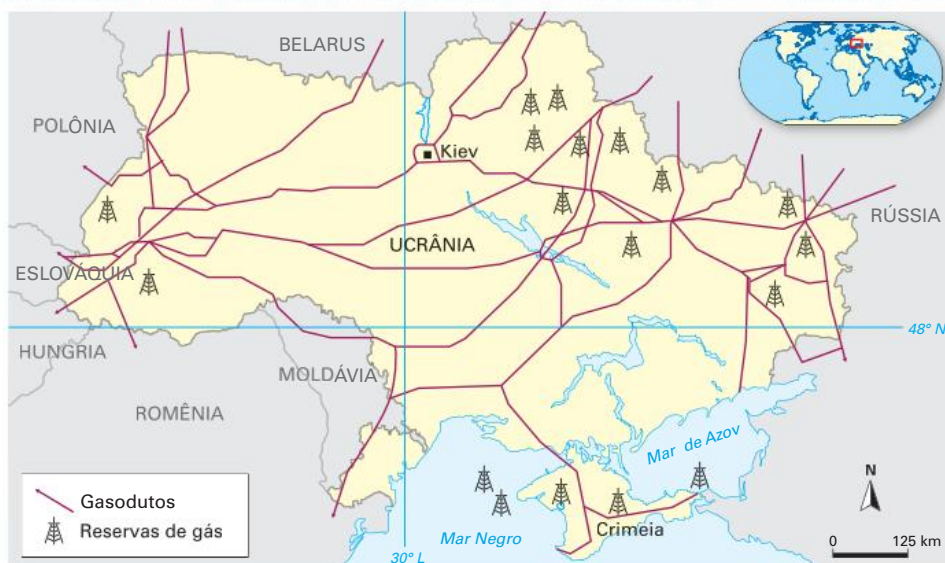 BELARUS
POLÔNIA
Kiev
RÚSSIA
UCRÂNIA
ESLOVÁQUIA
48° N
HUNGRIA
MOLDÁVIA
ROMÊNIA
Mar de Azov
N
Gasodutos
Reservas de gás
Crimeia
Mar Negro
30° L
0 125 km